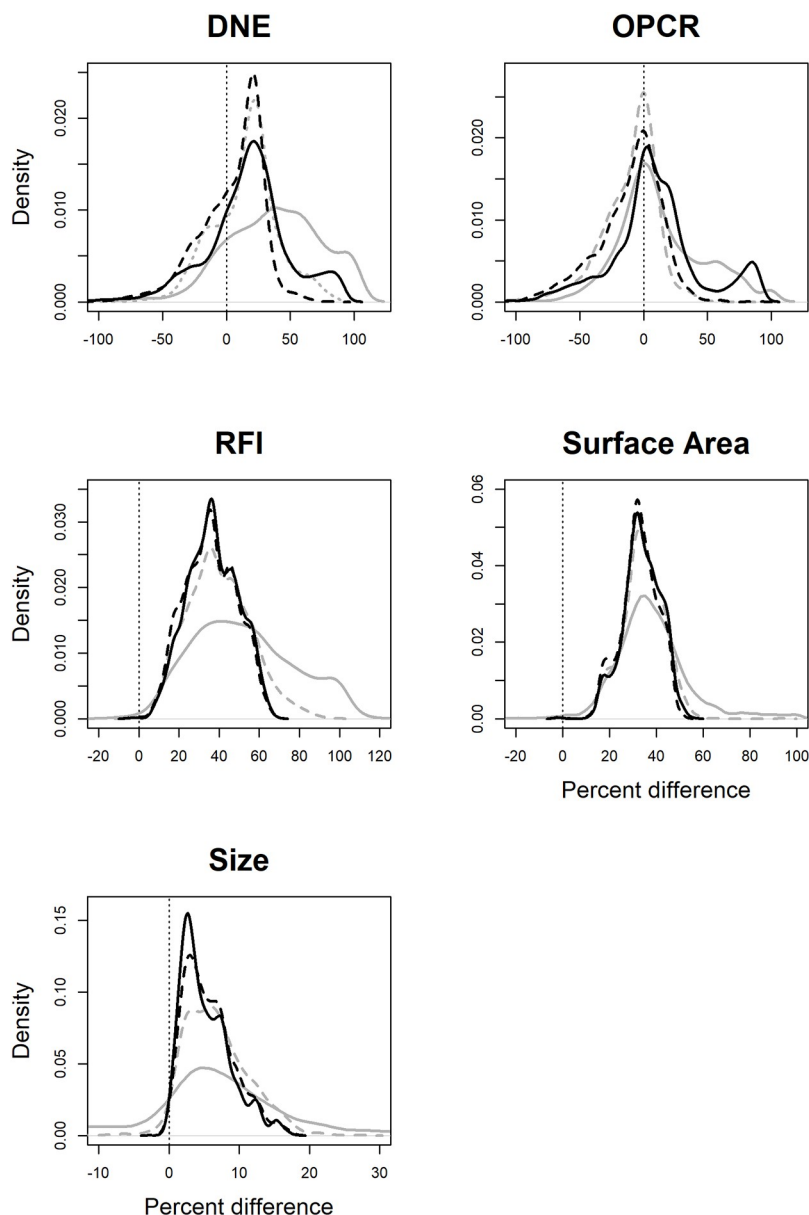 DNE
OPCR
Density
0.000 0.010 0.020
-100 -50 0 50 100
0.000 0.010 0.020
-100 -50 0 50 100
RFI
Surface Area
Density
0.000 0.010 0.020 0.030
-20 0 20 40 60 80 100 120
0.00 0.02 0.04 0.06
-20 0 20 40 60 80 100
Percent difference
Size
Density
0.00 0.05 0.10 0.15
-10 0 10 20 30
Percent difference